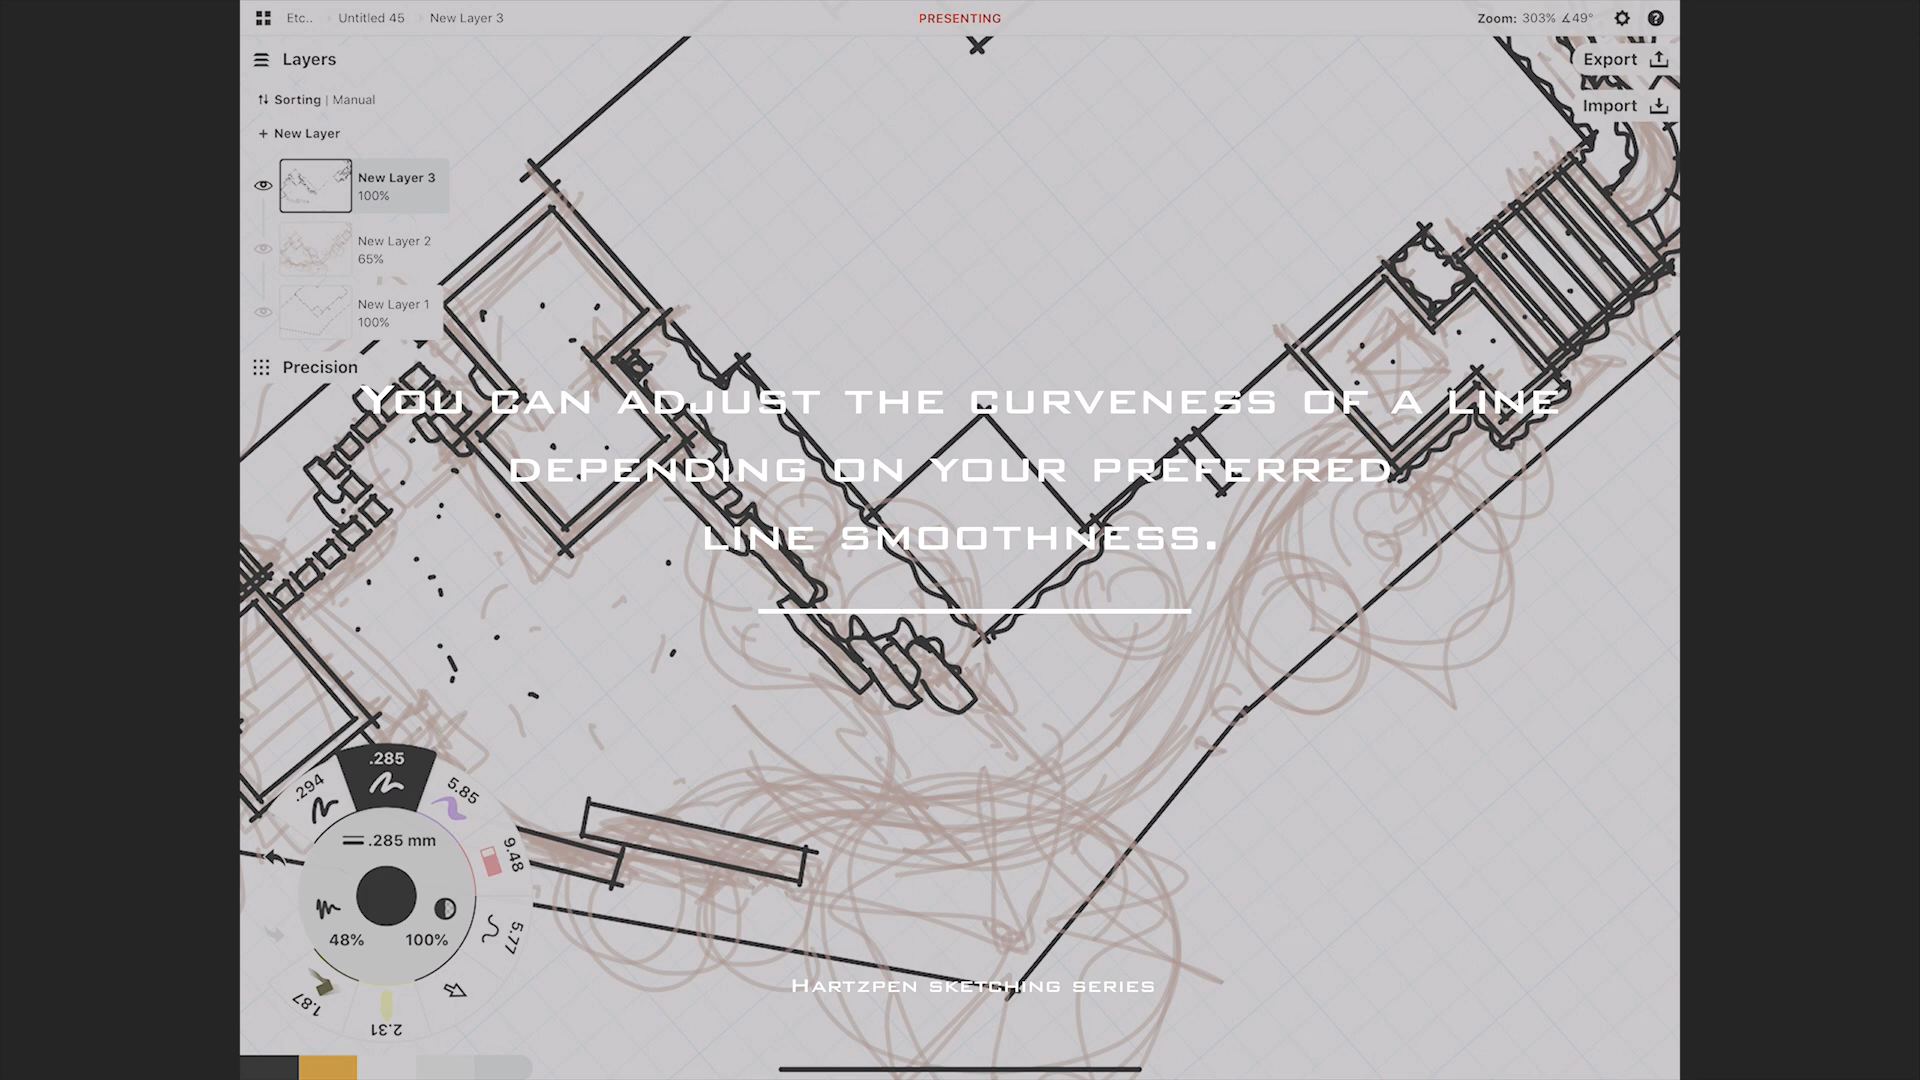 Etc.. Untitled 45 New Layer 3
PRESENTING
Zoom: 303% ∡49°
Layers
Export
Import
Sorting | Manual
+ New Layer
New Layer 3
100%
New Layer 2
65%
New Layer 1
100%
Precision
You can adjust the curveness of a line
depending on your preferred
line smoothness.
Hartzpen sketching series
.285
.294
5.85
9.48
5.77
2.31
1.87
.285 mm
48%
100%